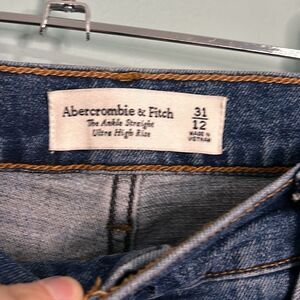 Abercrombie & Fitch
The Ankle Straight
Ultra High Rise
31
12
MADE IN
VIETNAM